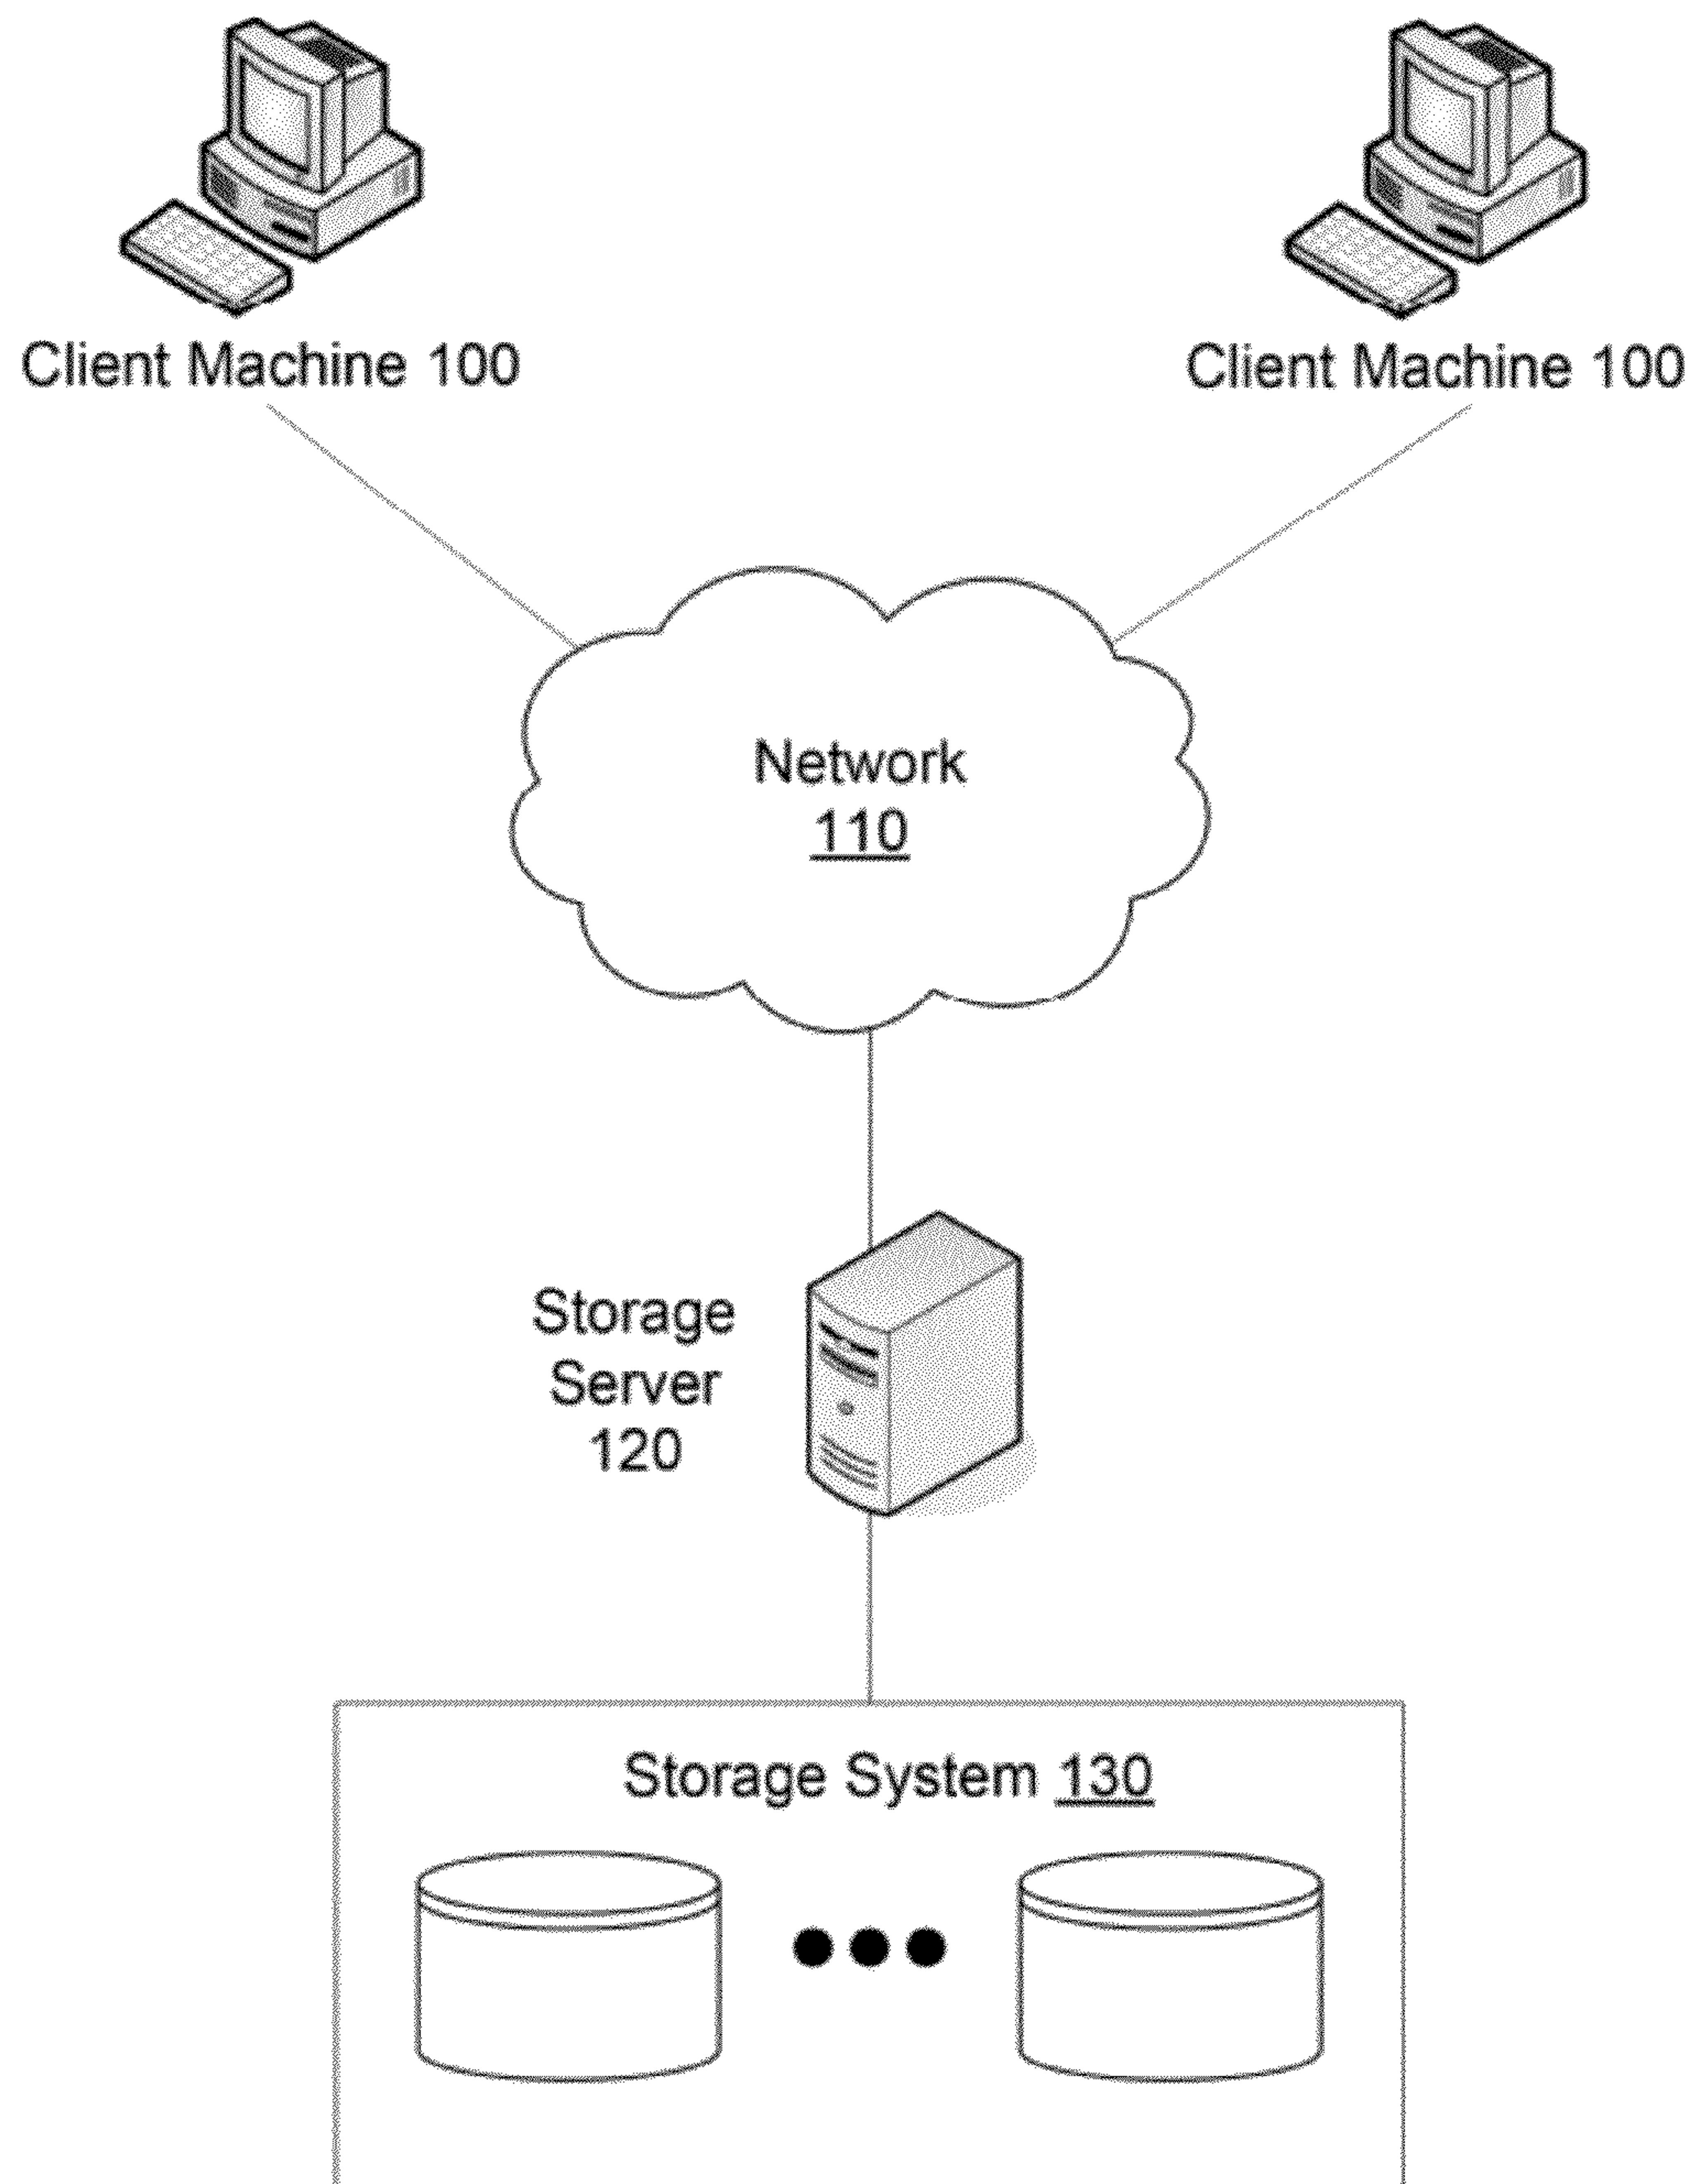 Client Machine 100
Client Machine 100
Network
110
Storage
Server
120
Storage System 130